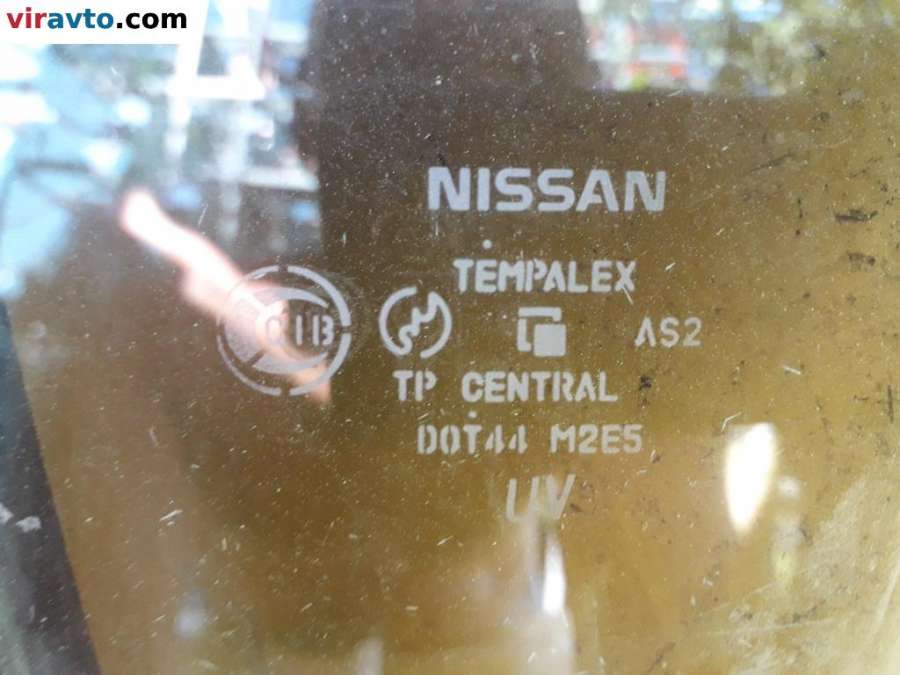 viravto.com
NISSAN
TEMPALEX
AS2
TP CENTRAL
DOT44 M2E5
UV